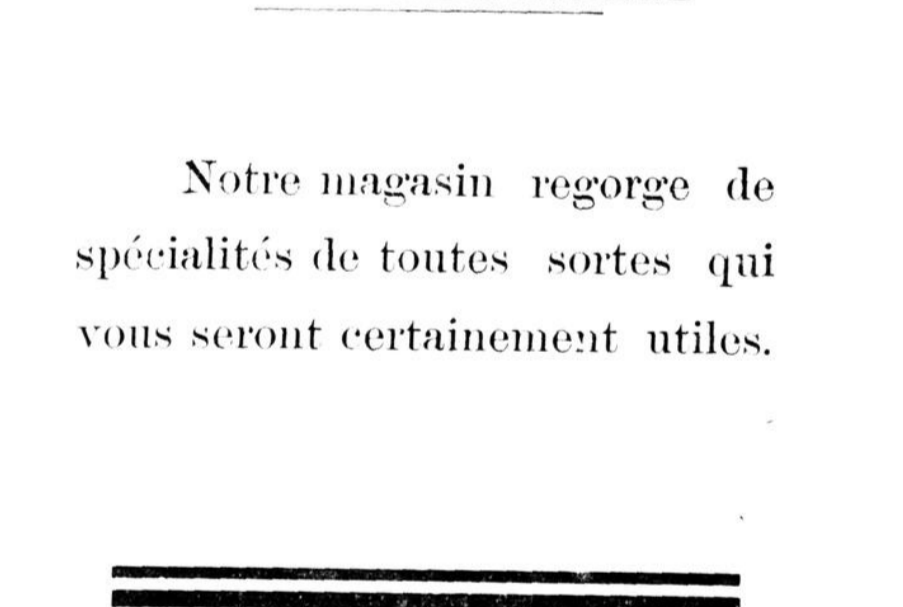 Notre magasin regorge de
spécialités de toutes sortes qui
vous seront certainement utiles.